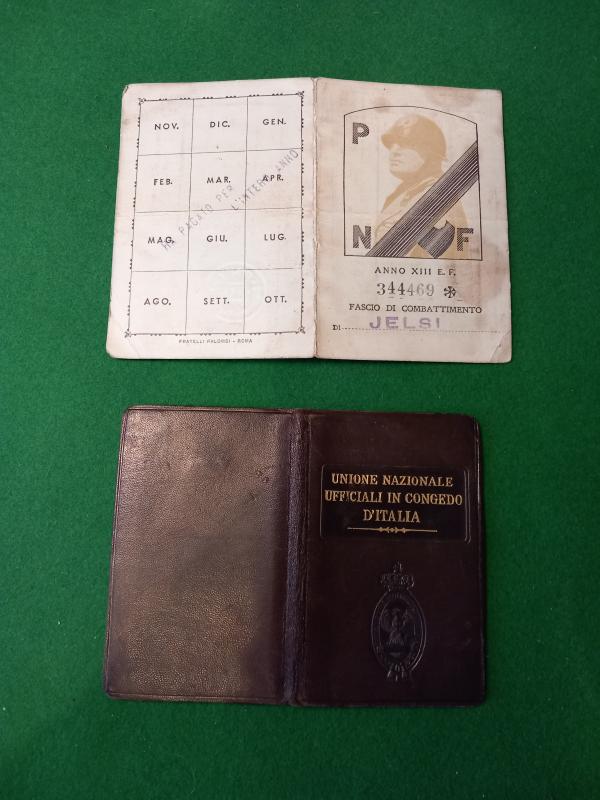 NOV. DIC. GEN.
FEB. MAR. APR.
MAG. GIU. LUG.
AGO. SETT. OTT.
HA PAGATO PER
L'INTERO ANNO
FRATELLI PALOMBI - ROMA
P
N F
ANNO XIII E. F.
344469
FASCIO DI COMBATTIMENTO
DI JELSI
UNIONE NAZIONALE
UFFICIALI IN CONGEDO
D'ITALIA